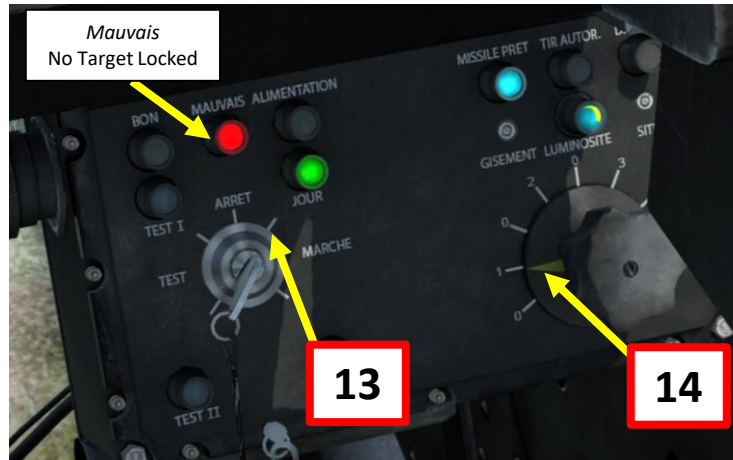 Mauvais
No Target Locked
MISSILE PRET
TIR AUTOR.
BON
MAUVAIS
ALIMENTATION
GISEMENT
LUMINOSITE
SIT
TEST I
ARRET
JOUR
2
0
3
TEST
MARCHE
0
1
0
TEST II
13
14